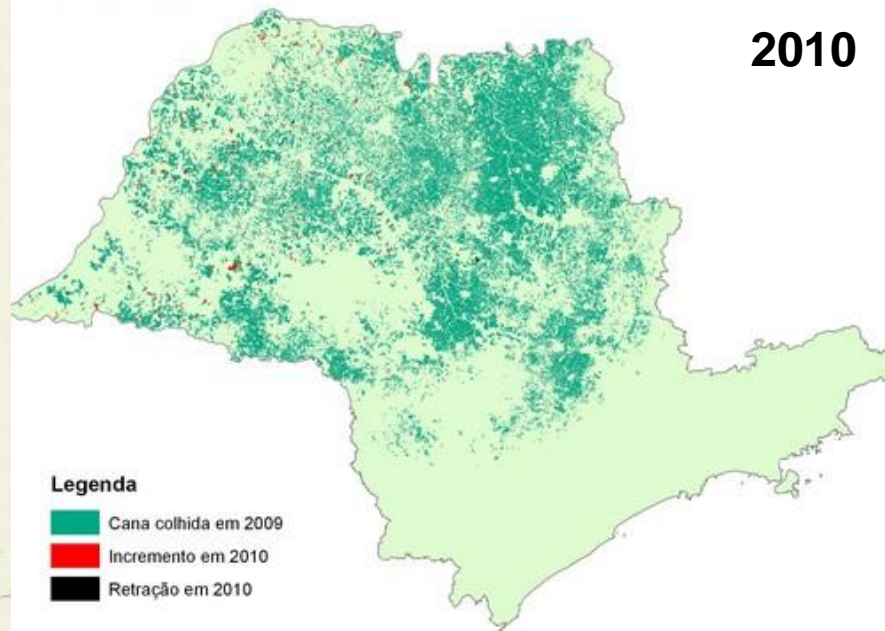 2010
Legenda
Cana colhida em 2009
Incremento em 2010
Retração em 2010